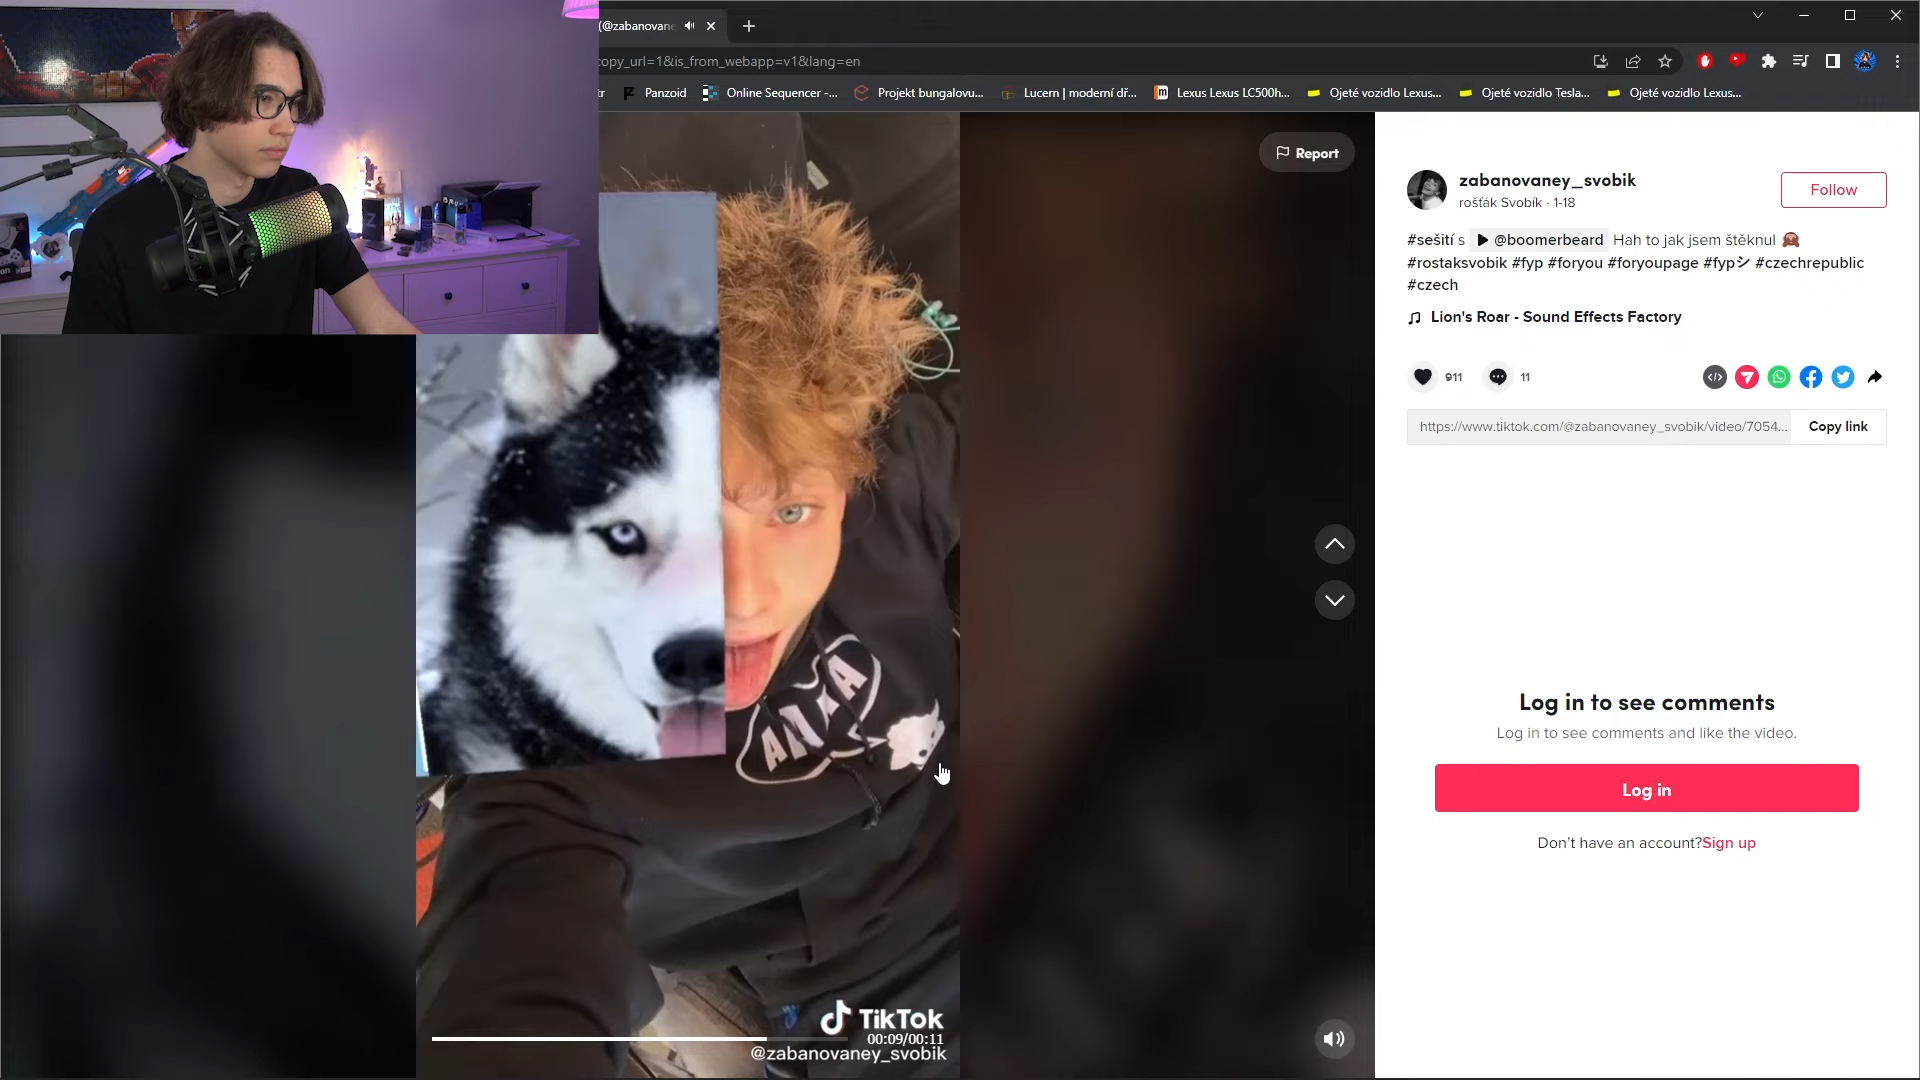 (@zabanovane
copy_url=1&is_from_webapp=v1&lang=en
tr
Panzoid
Online Sequencer -...
Projekt bungalovu...
Lucern | moderní dř...
Lexus Lexus LC500h...
Ojeté vozidlo Lexus...
Ojeté vozidlo Tesla...
Ojeté vozidlo Lexus...
Report
zabanovaney_svobik
rošťák Svobík · 1-18
Follow
#sešití s ▶ @boomerbeard Hah to jak jsem štěknul 🙊
#rostaksvobik #fyp #foryou #foryoupage #fypシ #czechrepublic
#czech
Lion's Roar - Sound Effects Factory
911
11
https://www.tiktok.com/@zabanovaney_svobik/video/7054...
Copy link
Log in to see comments
Log in to see comments and like the video.
Log in
Don't have an account?Sign up
TikTok
00:09/00:11
@zabanovaney_svobik